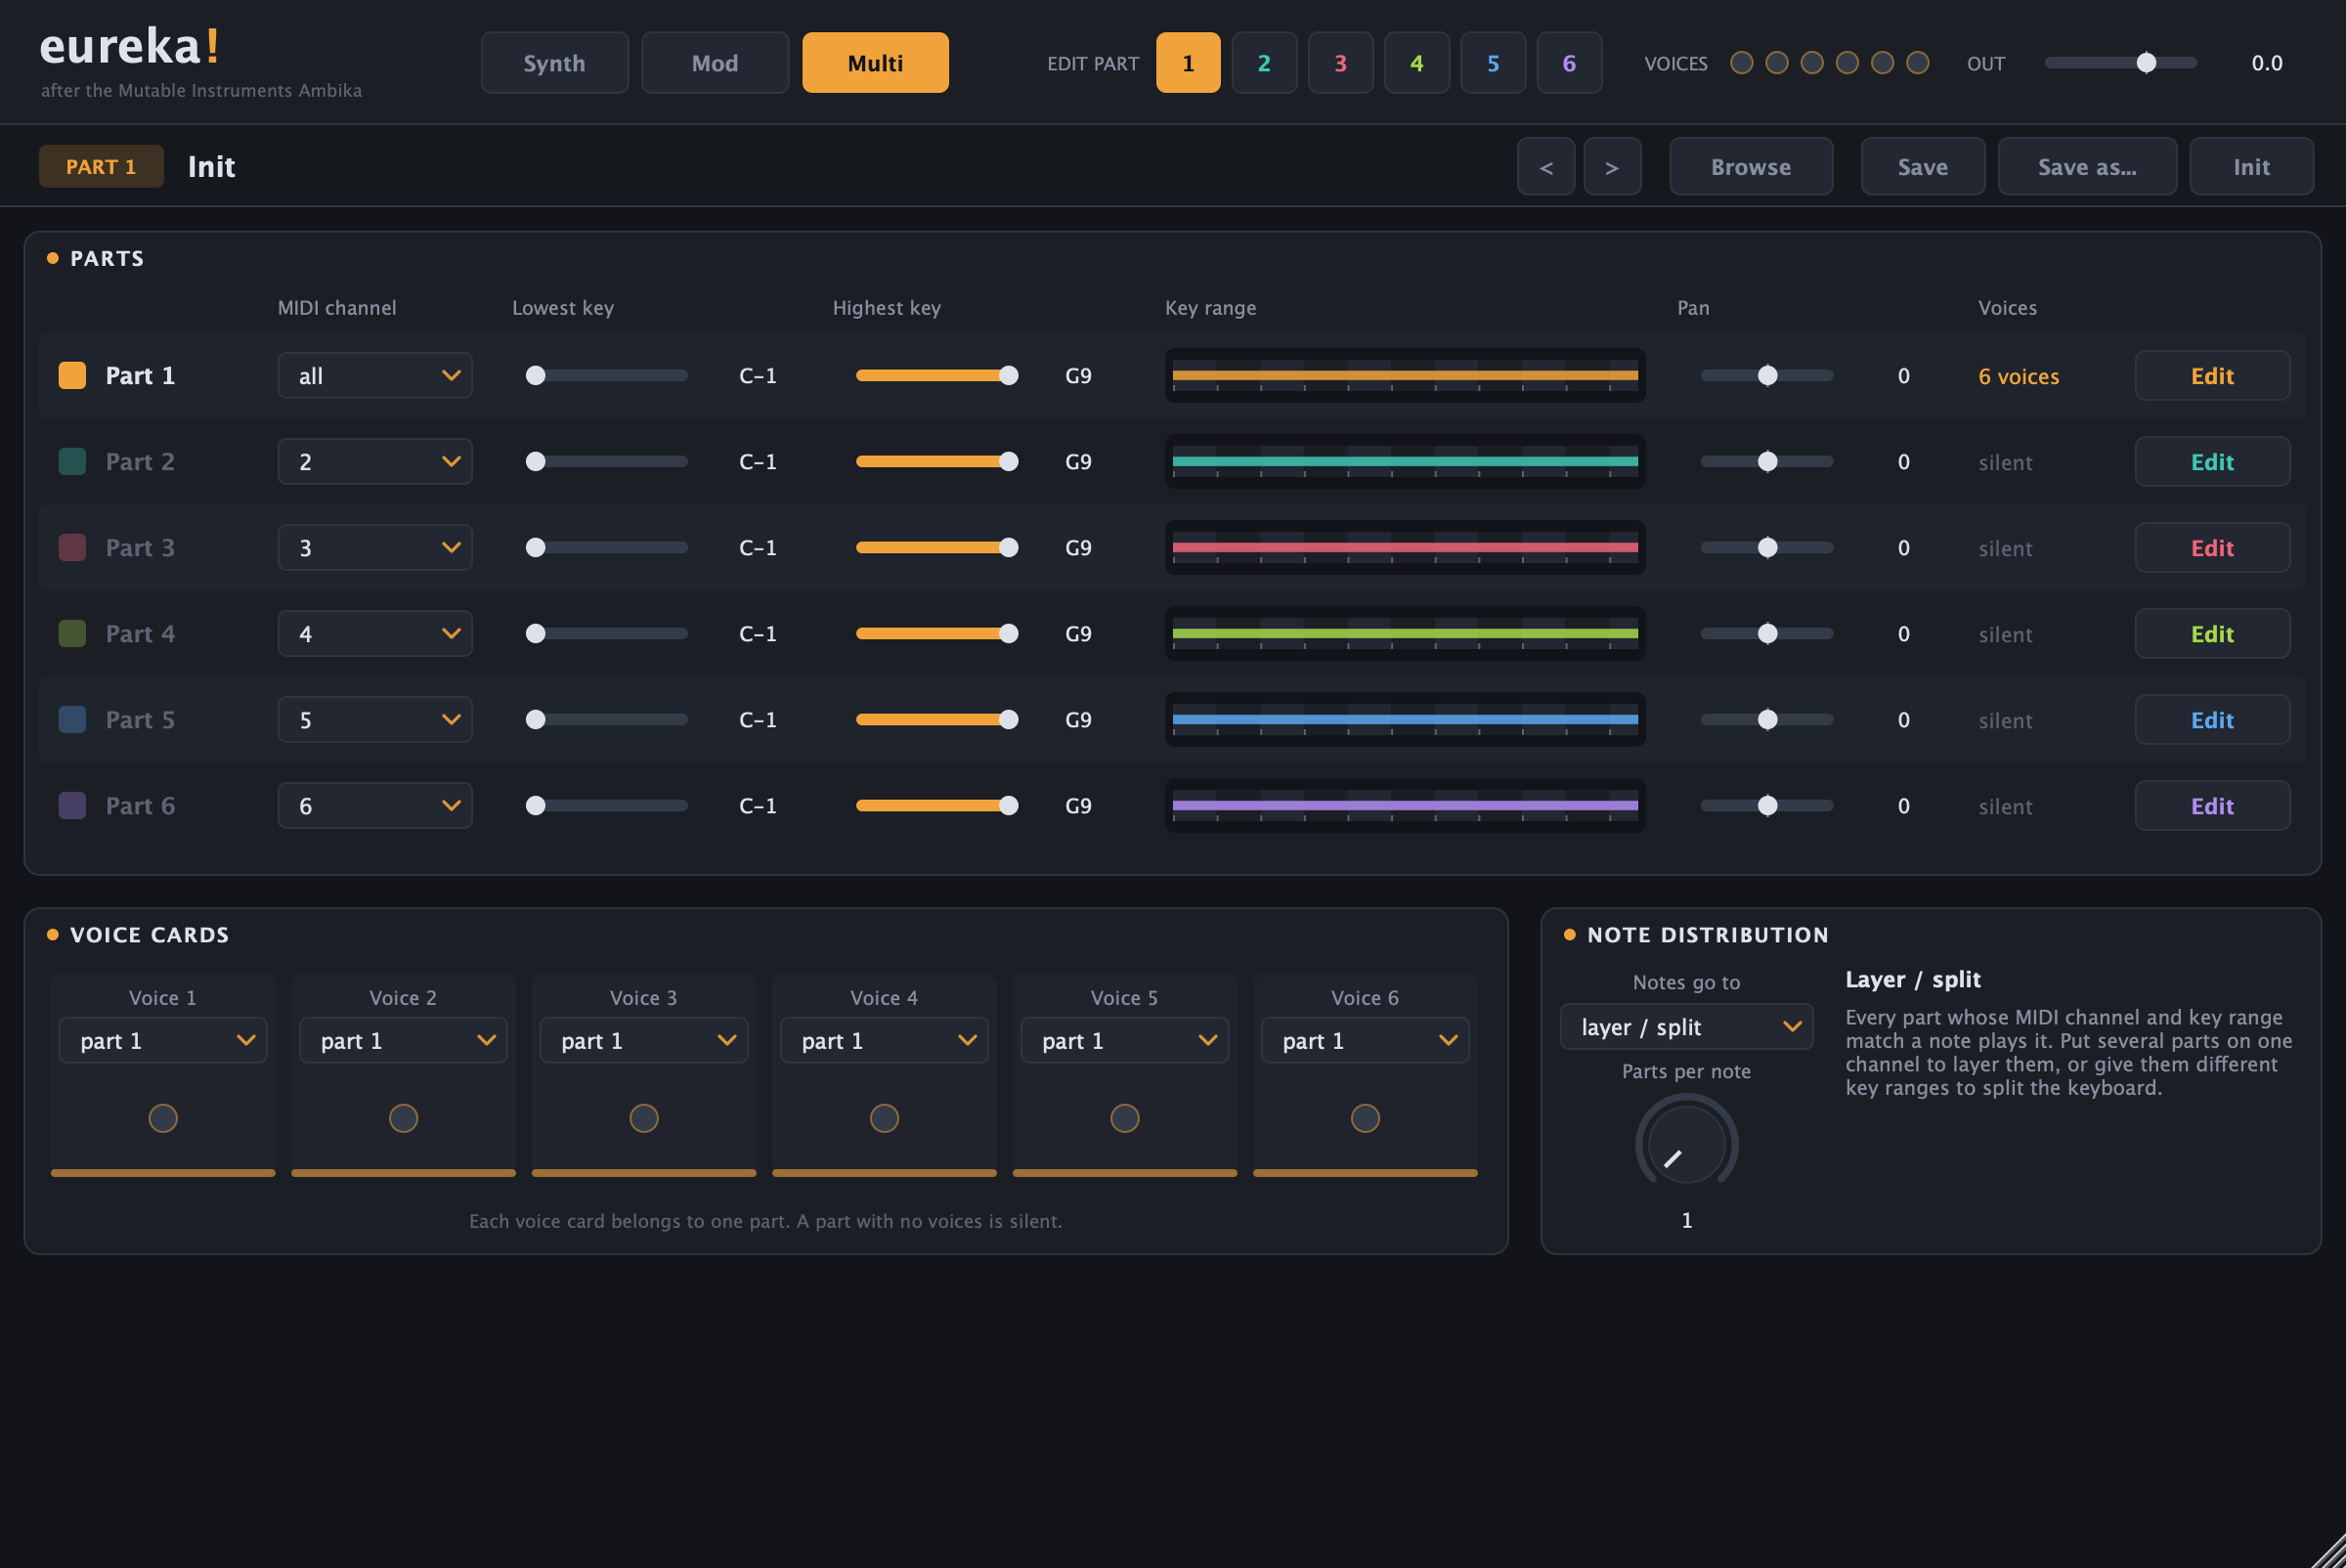 eureka!
after the Mutable Instruments Ambika
Synth Mod Multi
EDIT PART 1 2 3 4 5 6
VOICES
OUT 0.0
PART 1 Init
< > Browse Save Save as... Init
PARTS
MIDI channel Lowest key Highest key Key range Pan Voices
Part 1 all C-1 G9 0 6 voices Edit
Part 2 2 C-1 G9 0 silent Edit
Part 3 3 C-1 G9 0 silent Edit
Part 4 4 C-1 G9 0 silent Edit
Part 5 5 C-1 G9 0 silent Edit
Part 6 6 C-1 G9 0 silent Edit
VOICE CARDS
Voice 1 Voice 2 Voice 3 Voice 4 Voice 5 Voice 6
part 1 part 1 part 1 part 1 part 1 part 1
Each voice card belongs to one part. A part with no voices is silent.
NOTE DISTRIBUTION
Notes go to
layer / split
Parts per note
1
Layer / split
Every part whose MIDI channel and key range
match a note plays it. Put several parts on one
channel to layer them, or give them different
key ranges to split the keyboard.